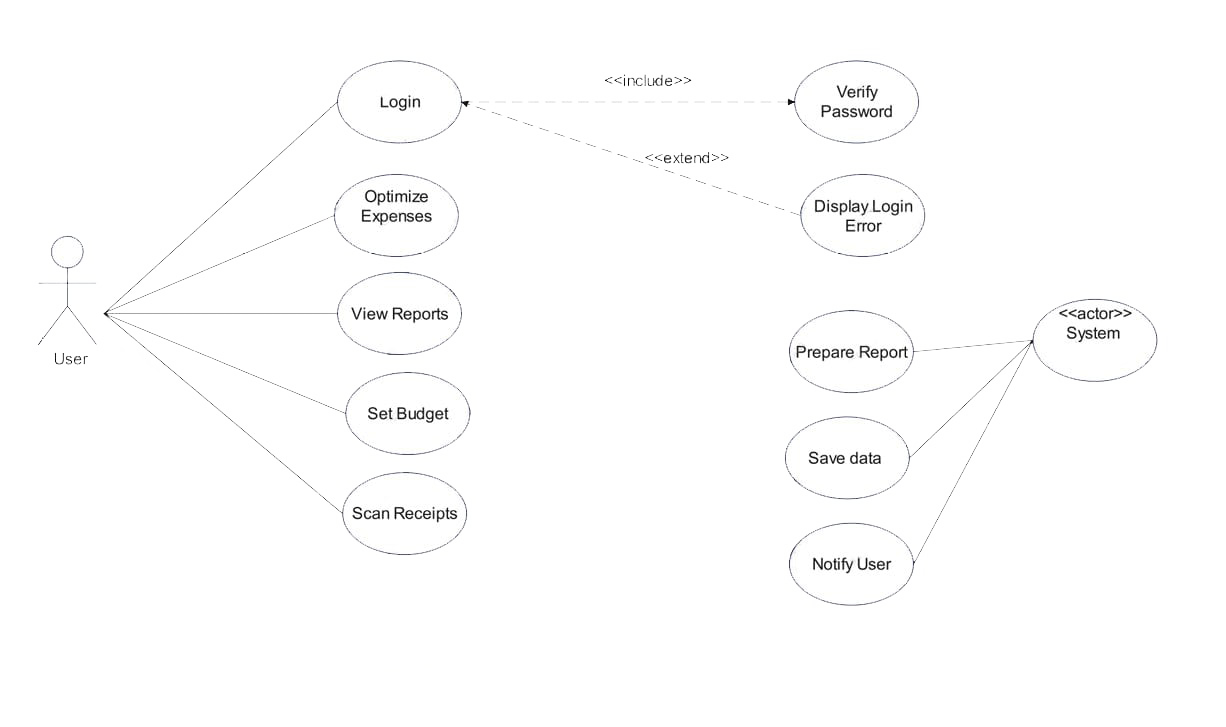 <<include>>
Login
Verify
Password
<<extend>>
Optimize
Expenses
Display Login
Error
View Reports
<<actor>>
System
Prepare Report
User
Set Budget
Save data
Scan Receipts
Notify User